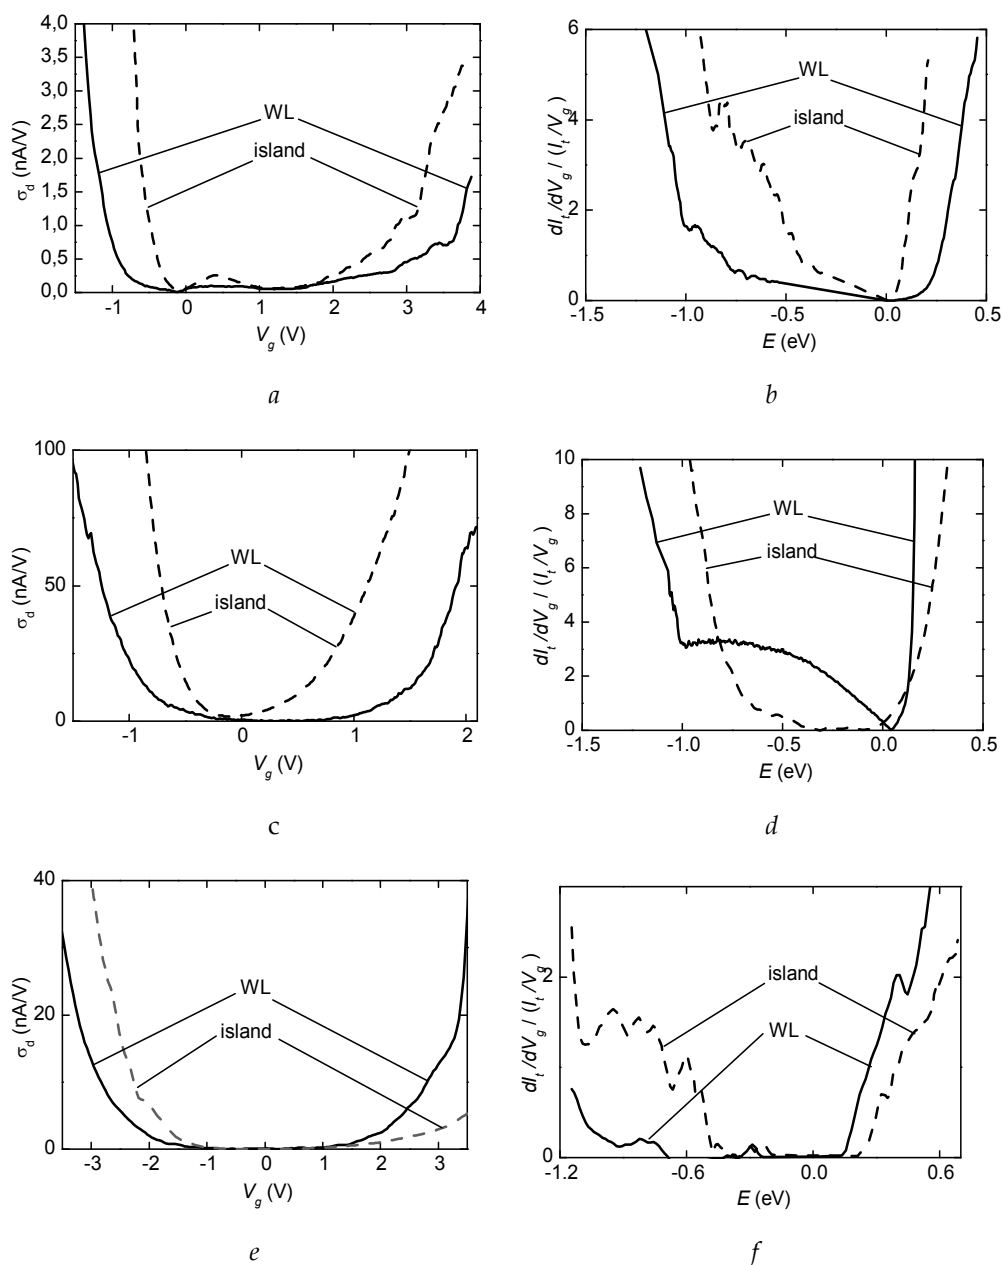 4,0
3,5
3,0
2,5
2,0
1,5
1,0
0,5
0,0
σd (nA/V)
WL
island
-1 0 1 2 3 4
Vg (V)
a
6
4
2
0
dIt/dVg / (It/Vg)
WL
island
-1.5 -1.0 -0.5 0.0 0.5
E (eV)
b
100
50
0
σd (nA/V)
WL
island
-1 0 1 2
Vg (V)
c
10
8
6
4
2
0
dIt/dVg / (It/Vg)
WL
island
-1.5 -1.0 -0.5 0.0 0.5
E (eV)
d
40
20
0
σd (nA/V)
WL
island
-3 -2 -1 0 1 2 3
Vg (V)
e
2
0
dIt/dVg / (It/Vg)
island
WL
-1.2 -0.6 0.0 0.6
E (eV)
f